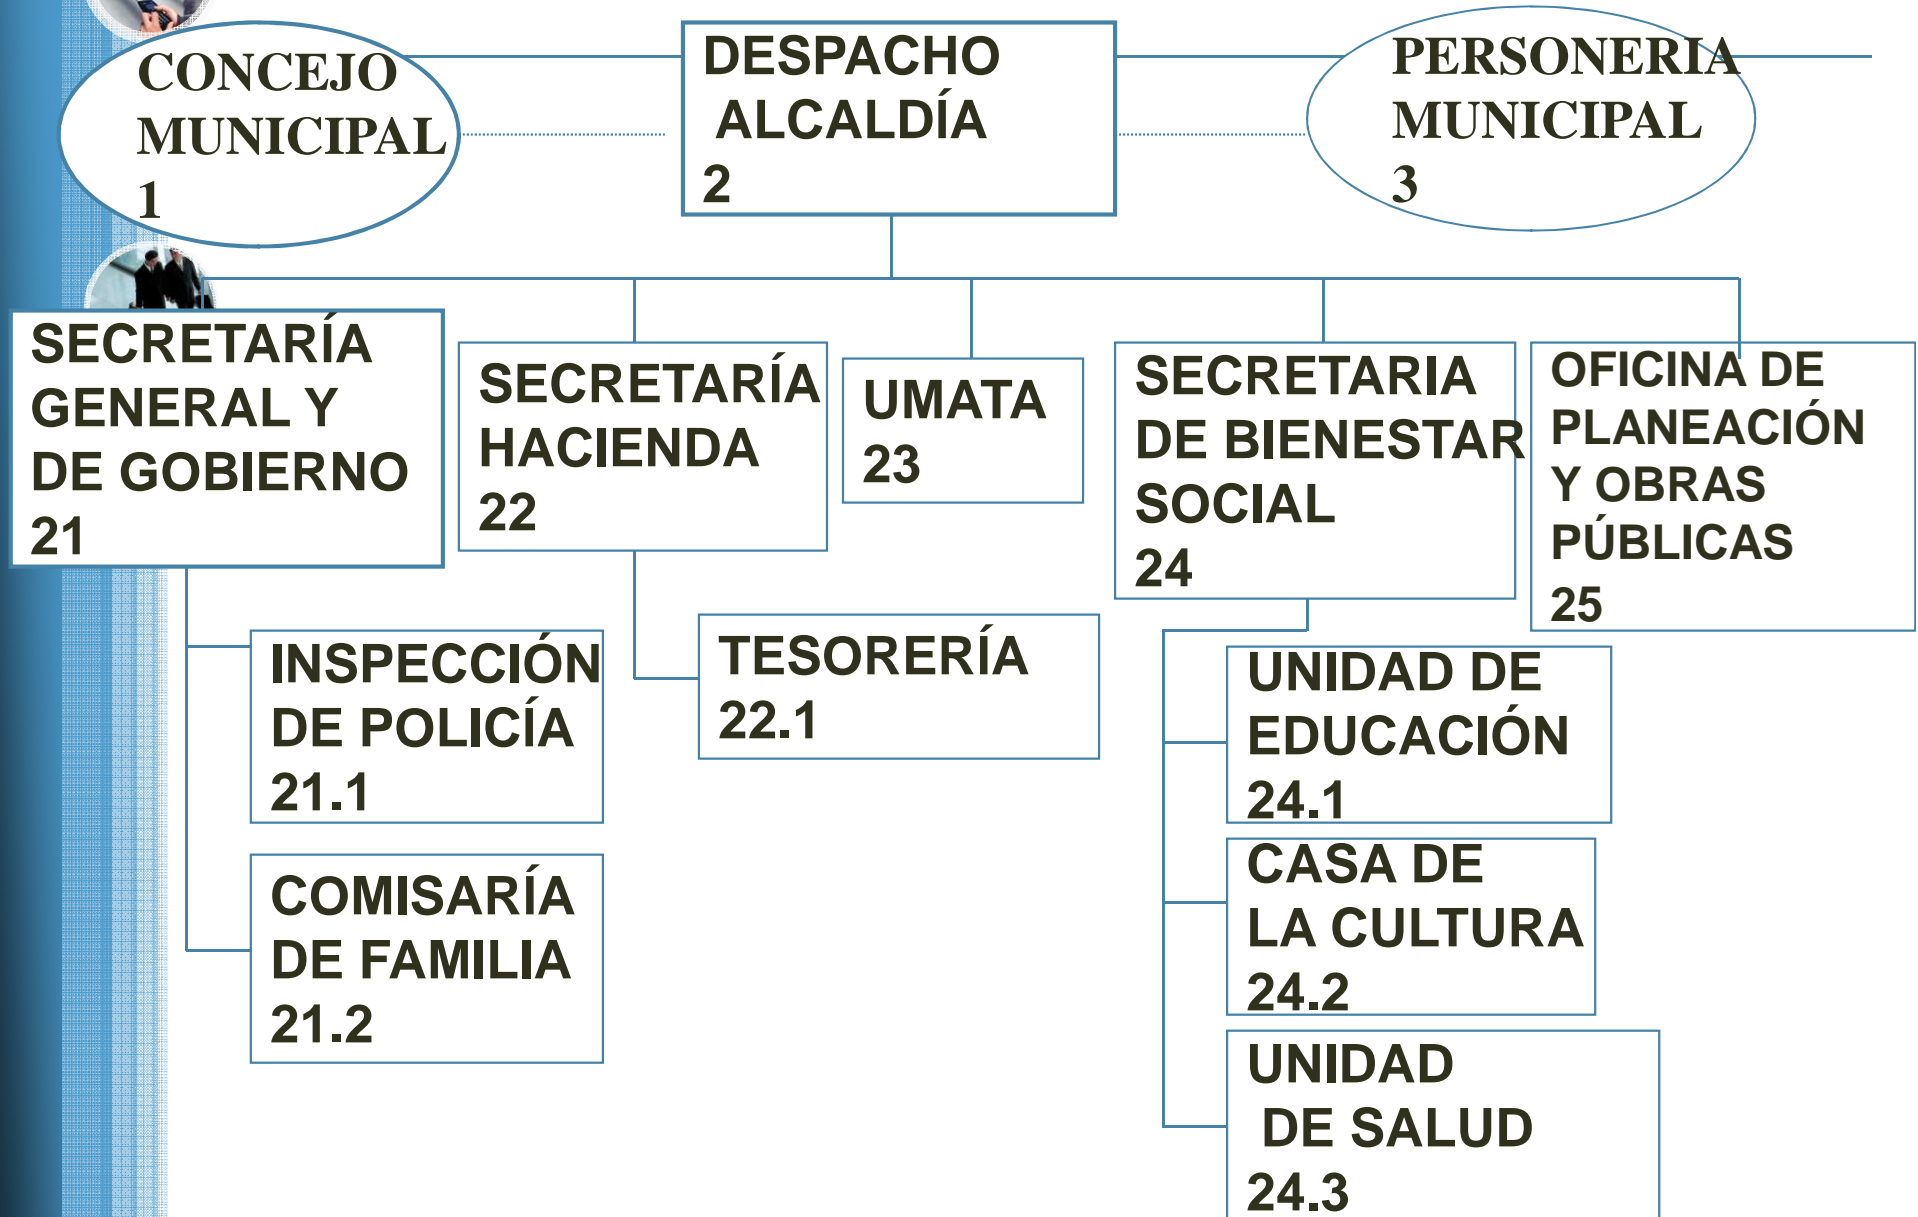 CONCEJO
MUNICIPAL
1
DESPACHO
ALCALDÍA
2
PERSONERIA
MUNICIPAL
3
SECRETARÍA
GENERAL Y
DE GOBIERNO
21
SECRETARÍA
HACIENDA
22
UMATA
23
SECRETARIA
DE BIENESTAR
SOCIAL
24
OFICINA DE
PLANEACIÓN
Y OBRAS
PÚBLICAS
25
INSPECCIÓN
DE POLICÍA
21.1
COMISARÍA
DE FAMILIA
21.2
TESORERÍA
22.1
UNIDAD DE
EDUCACIÓN
24.1
CASA DE
LA CULTURA
24.2
UNIDAD
DE SALUD
24.3